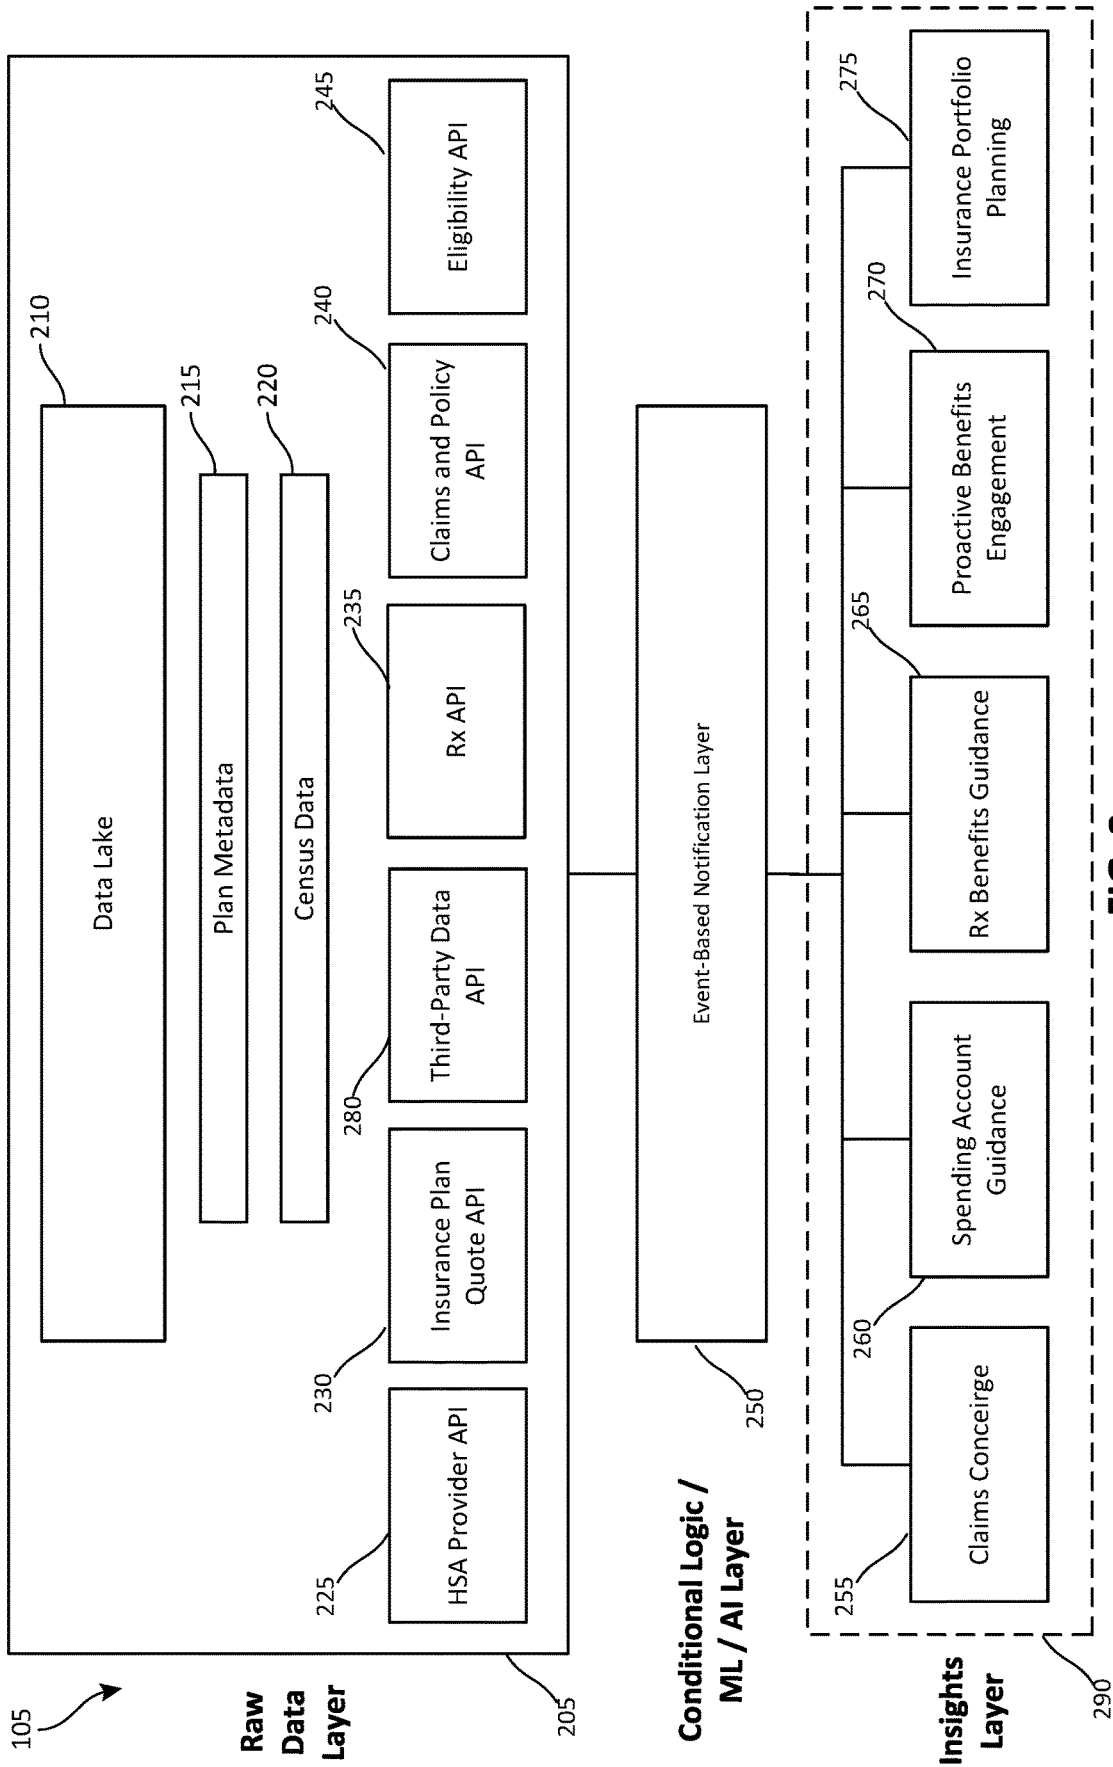 105
210
Data Lake
215
Plan Metadada
220
Census Data
Raw
Data
Layer
225
HSA Provider API
230
Insurance Plan
Quote API
280
Third-Party Data
API
235
Rx API
240
Claims and Policy
API
245
Eligibility API
205
Conditional Logic /
ML / AI Layer
250
Event-Based Notification Layer
Insights
Layer
255
Claims Conceirge
260
Spending Account
Guidance
265
Rx Benefits Guidance
270
Proactive Benefits
Engagement
275
Insurance Portfolio
Planning
290